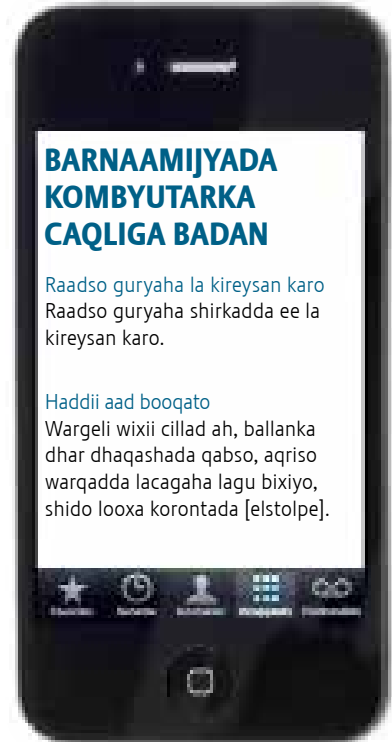 BARNAAMIJYADA
KOMBYUTARKA
CAQLIGA BADAN
Raadso guryaha la kireysan karo
Raadso guryaha shirkadda ee la
kireysan karo.
Haddii aad booqato
Wargeli wixii cillad ah, ballanka
dhar dhaqashada qabso, aqriso
warqadda lacagaha lagu bixiyo,
shido looxa korontada [elstolpe].